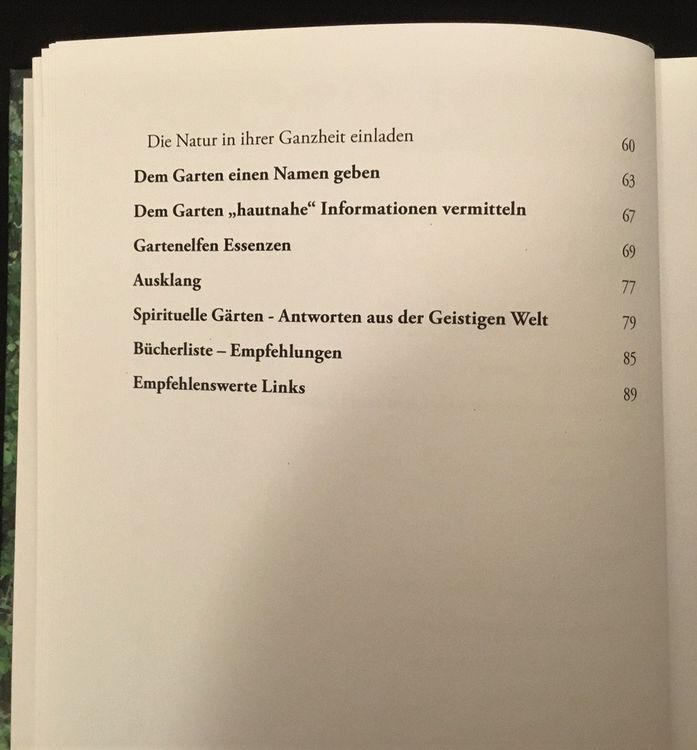 Die Natur in ihrer Ganzheit einladen 60
Dem Garten einen Namen geben 63
Dem Garten „hautnahe“ Informationen vermitteln 67
Gartenelfen Essenzen 69
Ausklang 77
Spirituelle Gärten - Antworten aus der Geistigen Welt 79
Bücherliste – Empfehlungen 85
Empfehlenswerte Links 89